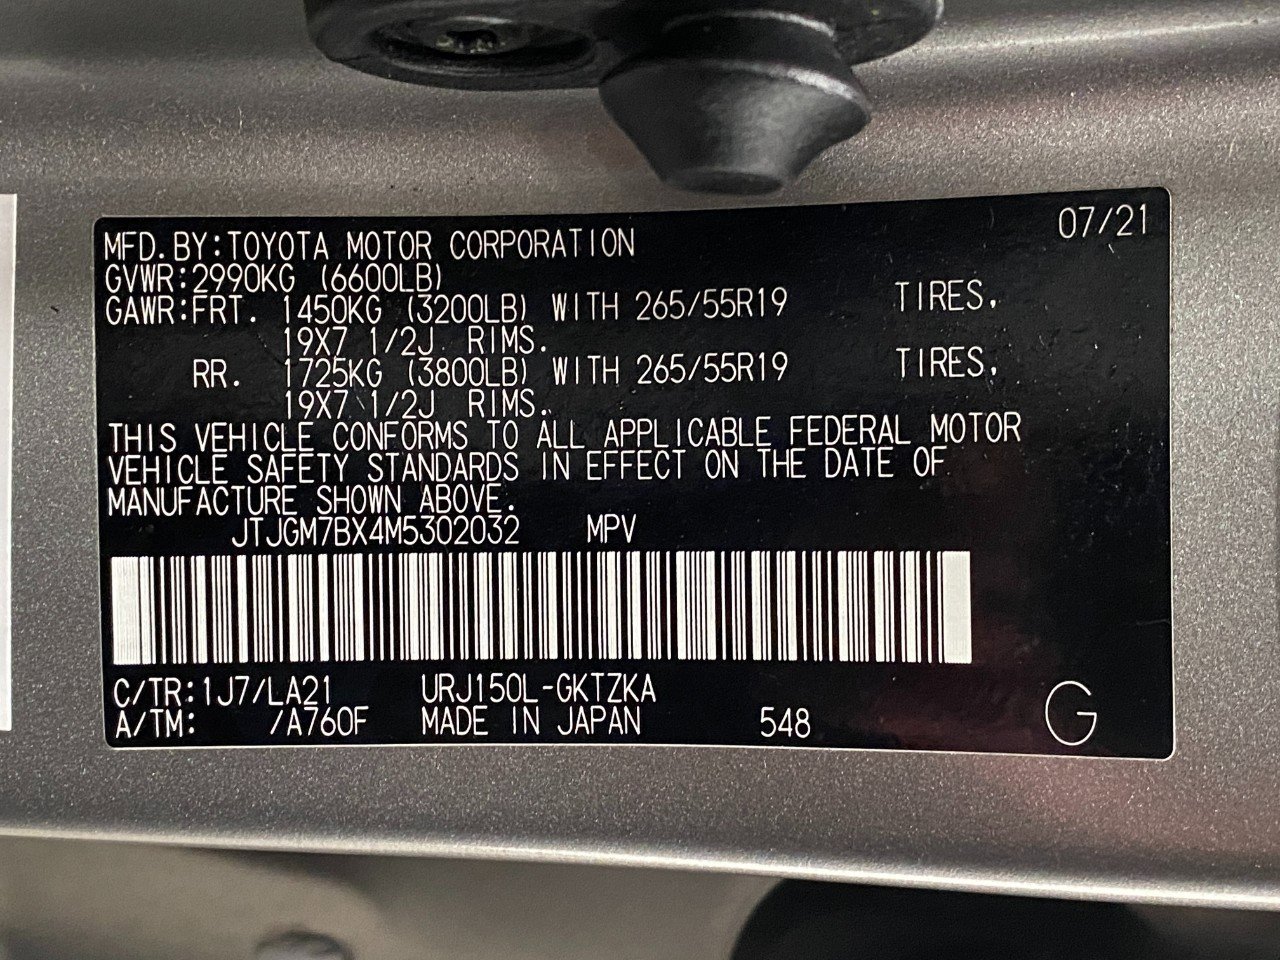 07/21
MFD.BY:TOYOTA MOTOR CORPORATION
GVWR:2990KG (6600LB)
GAWR:FRT. 1450KG (3200LB) WITH 265/55R19 TIRES,
19X7 1/2J RIMS.
RR. 1725KG (3800LB) WITH 265/55R19 TIRES,
19X7 1/2J RIMS.
THIS VEHICLE CONFORMS TO ALL APPLICABLE FEDERAL MOTOR
VEHICLE SAFETY STANDARDS IN EFFECT ON THE DATE OF
MANUFACTURE SHOWN ABOVE.
JTJGM7BX4M5302032 MPV
C/TR:1J7/LA21 URJ150L-GKTZKA
A/TM: /A760F MADE IN JAPAN 548 G